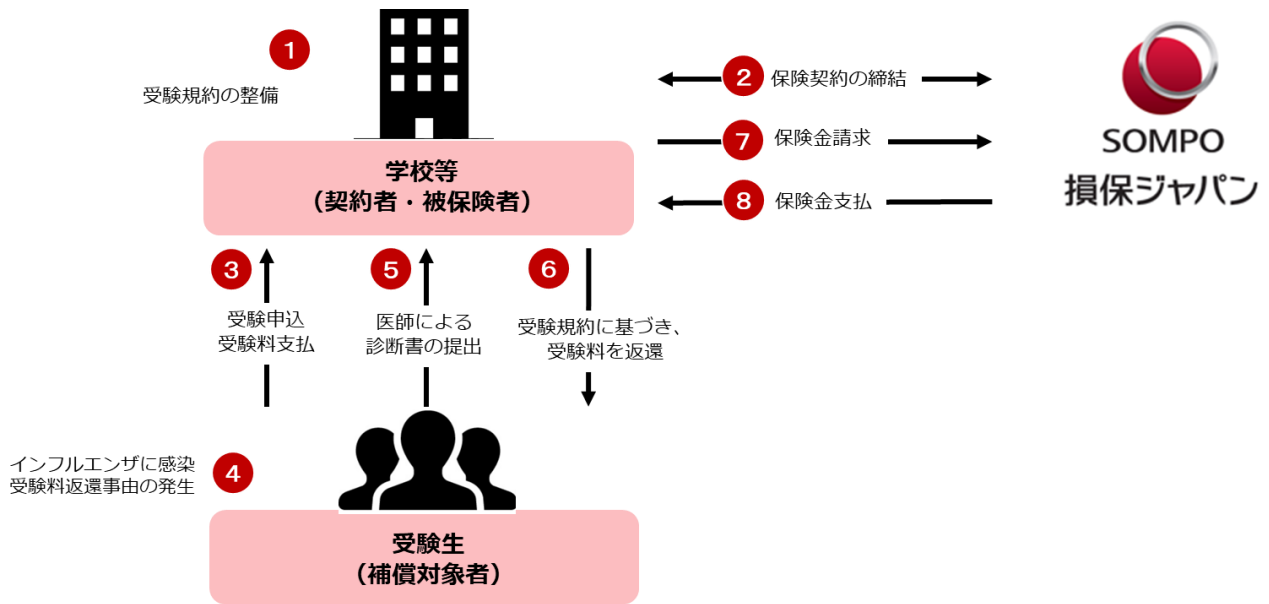 1
受験規約の整備
学校等
（契約者・被保険者）
2 保険契約の締結
7 保険金請求
8 保険金支払
SOMPO
損保ジャパン
3
受験申込
受験料支払
5
医師による
診断書の提出
6
受験規約に基づき、
受験料を返還
4
インフルエンザに感染
受験料返還事由の発生
受験生
（補償対象者）